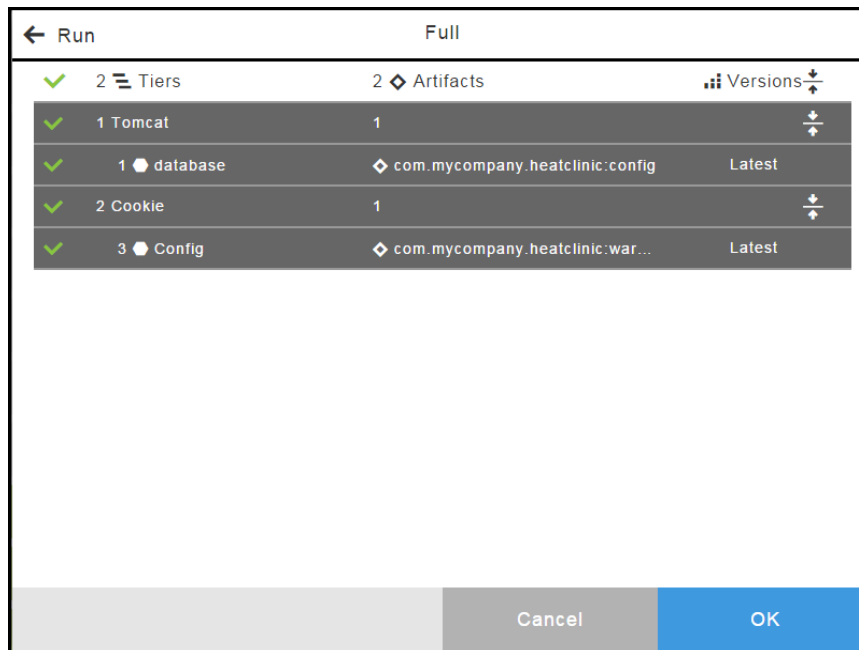 Run Full
2 Tiers 2 Artifacts Versions
1 Tomcat 1
1 database com.mycompany.heatclinic:config Latest
2 Cookie 1
3 Config com.mycompany.heatclinic:war... Latest
Cancel OK